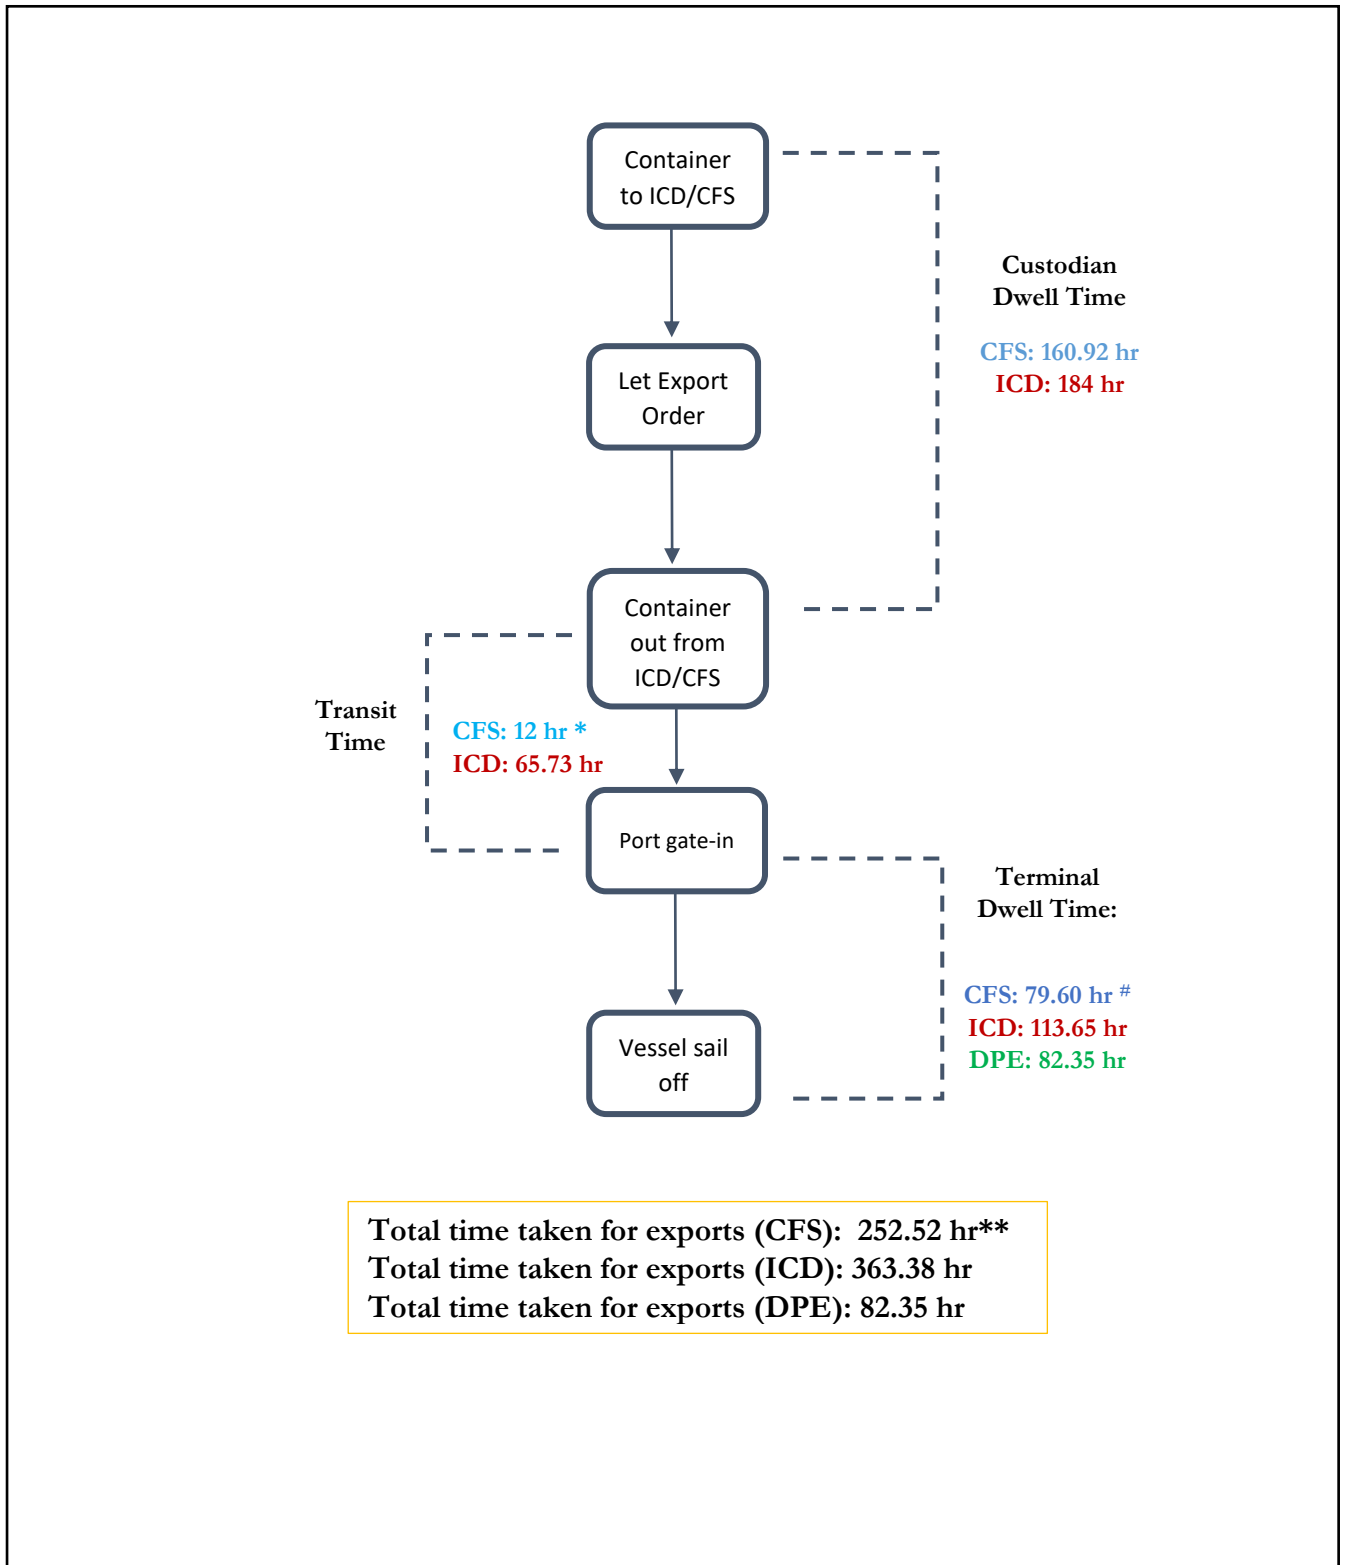 Container
to ICD/CFS
Custodian
Dwell Time
CFS: 160.92 hr
ICD: 184 hr
Let Export
Order
Container
out from
ICD/CFS
Transit
Time
CFS: 12 hr *
ICD: 65.73 hr
Port gate-in
Terminal
Dwell Time:
CFS: 79.60 hr #
ICD: 113.65 hr
DPE: 82.35 hr
Vessel sail
off
Total time taken for exports (CFS): 252.52 hr**
Total time taken for exports (ICD): 363.38 hr
Total time taken for exports (DPE): 82.35 hr